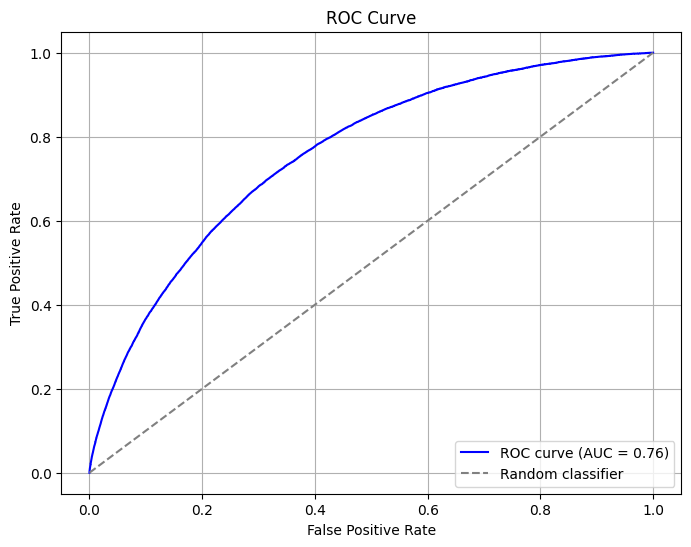 ROC Curve
True Positive Rate
1.0
0.8
0.6
0.4
0.2
0.0
0.0 0.2 0.4 0.6 0.8 1.0
False Positive Rate
ROC curve (AUC = 0.76)
Random classifier